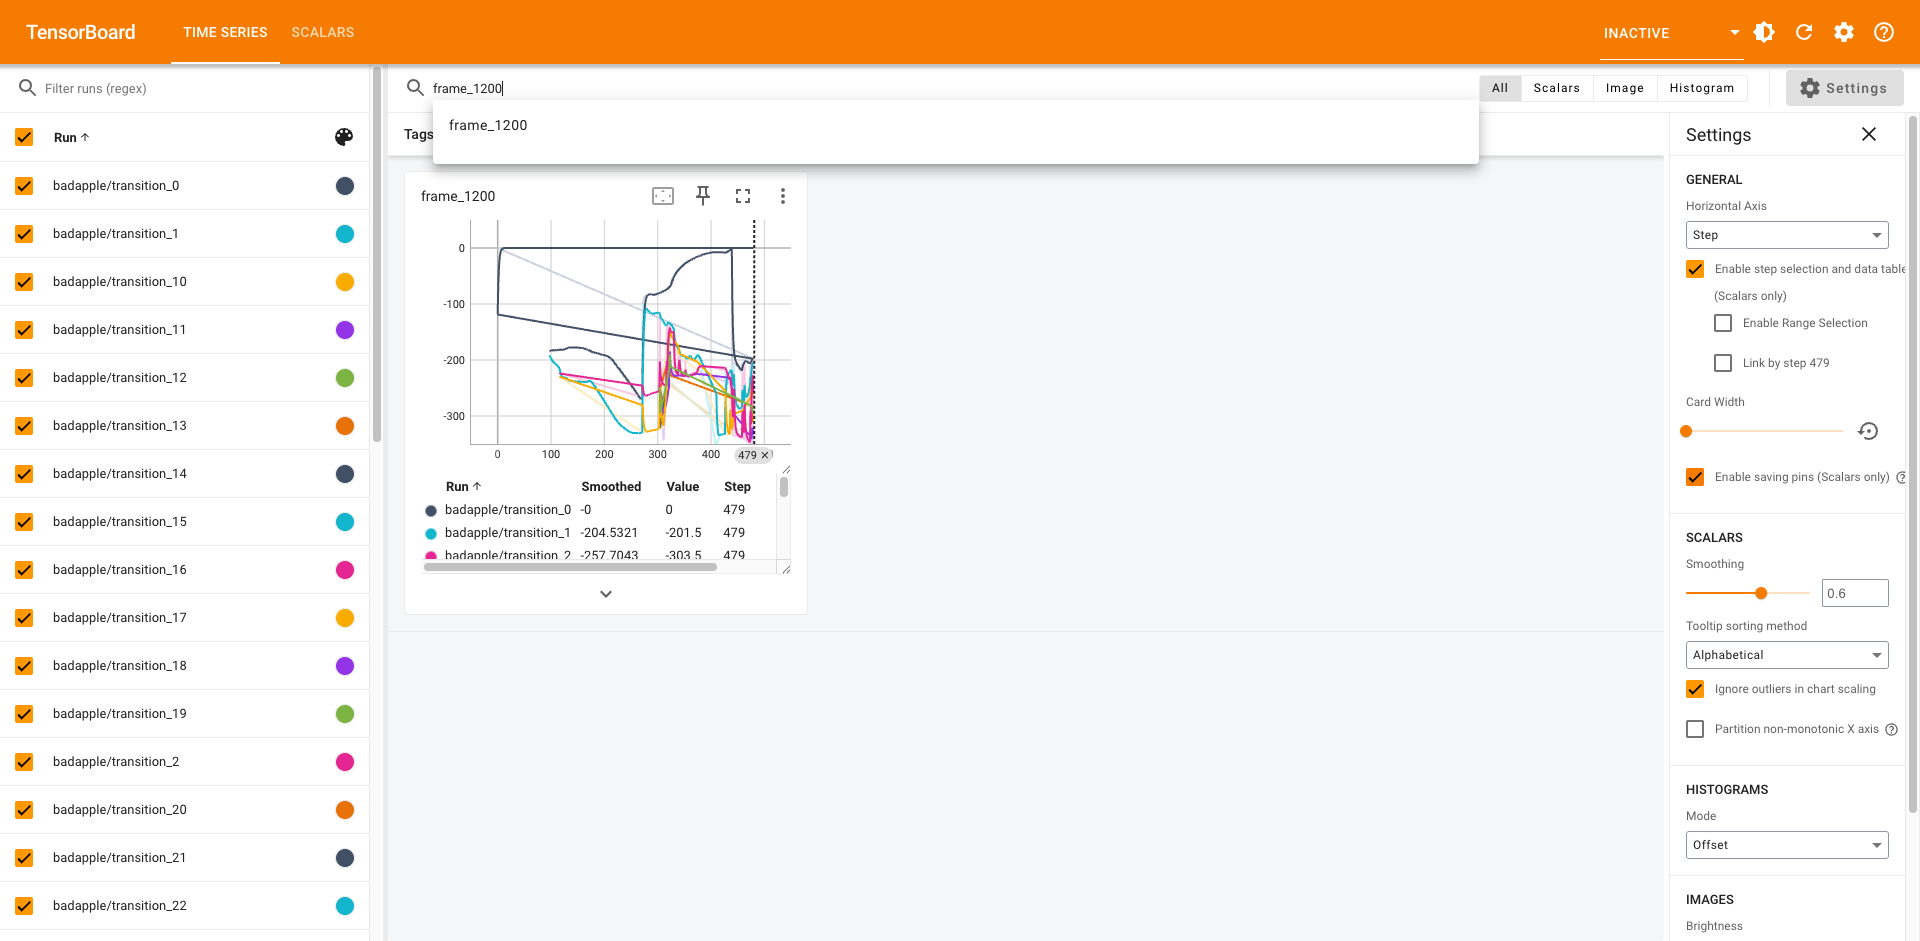 TensorBoard
TIME SERIES
SCALARS
INACTIVE
Filter runs (regex)
frame_1200
All
Scalars
Image
Histogram
Settings
frame_1200
Run
Tags
badapple/transition_0
badapple/transition_1
badapple/transition_10
badapple/transition_11
badapple/transition_12
badapple/transition_13
badapple/transition_14
badapple/transition_15
badapple/transition_16
badapple/transition_17
badapple/transition_18
badapple/transition_19
badapple/transition_2
badapple/transition_20
badapple/transition_21
badapple/transition_22
frame_1200
0
-100
-200
-300
0 100 200 300 400 479
Run Smoothed Value Step
badapple/transition_0 -0 0 479
badapple/transition_1 -204.5321 -201.5 479
badapple/transition_2 -257.7043 -303.5 479
Settings
GENERAL
Horizontal Axis
Step
Enable step selection and data table
(Scalars only)
Enable Range Selection
Link by step 479
Card Width
Enable saving pins (Scalars only)
SCALARS
Smoothing
0.6
Tooltip sorting method
Alphabetical
Ignore outliers in chart scaling
Partition non-monotonic X axis
HISTOGRAMS
Mode
Offset
IMAGES
Brightness